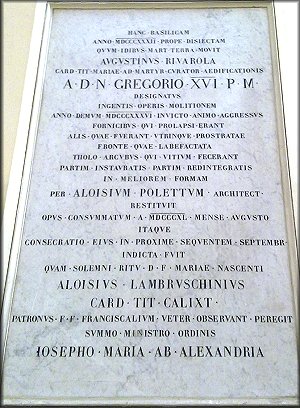 HANC · BASILICAM
ANNO · MDCCCXXXII · PROPE · DISIECTAM
QVVM · IDIBVS · MART · TERRA · MOVIT
AVGVSTINVS · RIVAROLA
CARD · TIT · MARIAE · AD · MARTYR · CVRATOR · AEDIFICATIONIS
A · D · N · GREGORIO · XVI · P · M ·
DESIGNATVS
INGENTIS · OPERIS · MOLITIONEM
ANNO · DEMVM · MDCCCXXXVI · INVICTO · ANIMO · AGGRESSVS
FORNICIBVS · QVI · PROLAPSI · ERANT
ALIS · QVAE · FVERANT · VTRINQVE · PROSTRATAE
FRONTE · QVAE · LABEFACTATA
THOLO · ARCVBVS · QVI · VITIVM · FECERANT
PARTIM · INSTAVRATIS · PARTIM · REDINTEGRATIS
IN · MELIOREM · FORMAM
PER · ALOISIVM · POLETTVM · ARCHITECT ·
RESTITVIT
OPVS · CONSVMMATVM · A · MDCCCXL · MENSE · AVGVSTO
ITAQVE
CONSECRATIO · EIVS · IN · PROXIME · SEQVENTEM · SEPTEMBR ·
INDICTA · FVIT
QVAM · SOLEMNI · RITV · D · F · MARIAE · NASCENTI
ALOISIVS · LAMBRVSCHINIVS
CARD · TIT · CALIXT ·
PATRONVS · F · F · FRANCISCALIVM · VETER · OBSERVANT · PEREGIT
SVMMO · MINISTRO · ORDINIS
IOSEPHO · MARIA · AB · ALEXANDRIA